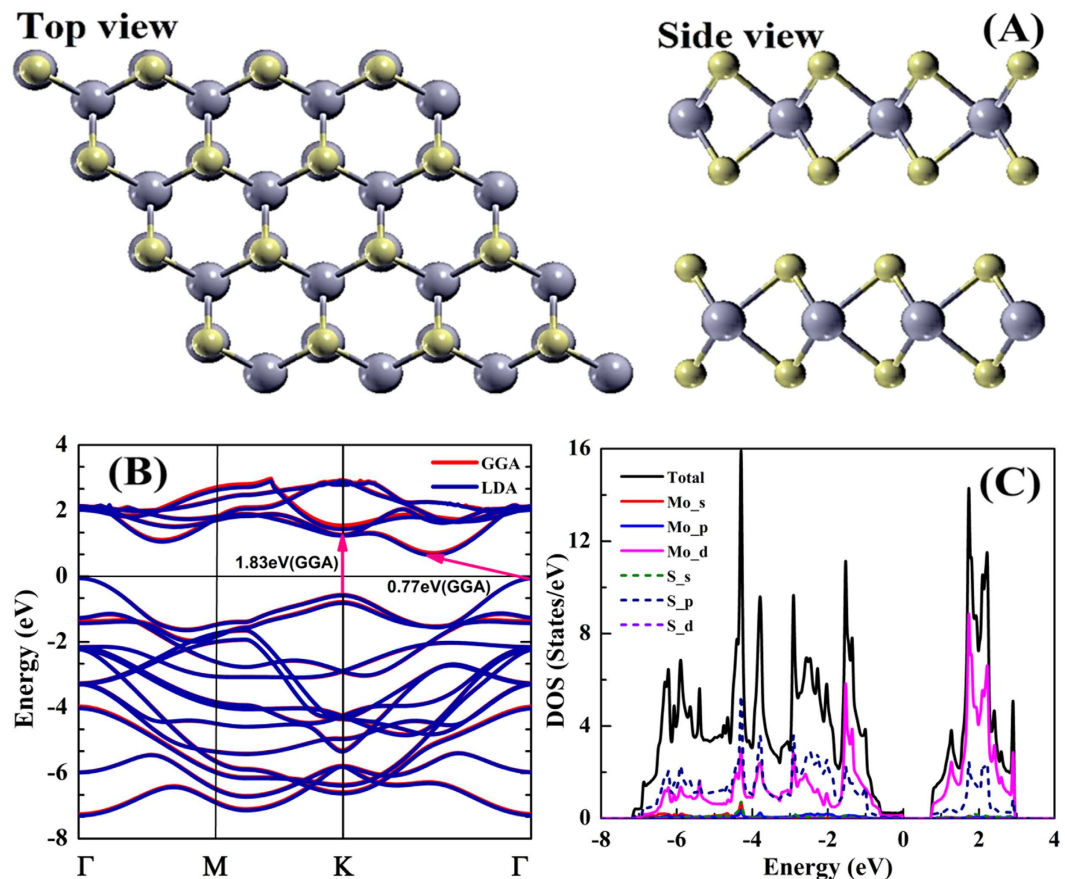 Top view
Side view (A)
4
2
0
-2
-4
-6
-8
Energy (eV)
(B)
GGA
LDA
1.83eV(GGA)
0.77eV(GGA)
Γ M K Γ
16
12
8
4
0
DOS (States/eV)
(C)
Total
Mo_s
Mo_p
Mo_d
S_s
S_p
S_d
-8 -6 -4 -2 0 2 4
Energy (eV)